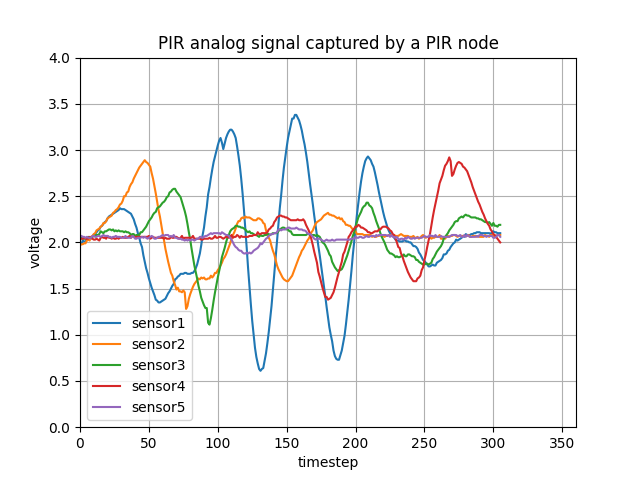 PIR analog signal captured by a PIR node
4.0
3.5
3.0
2.5
2.0
1.5
1.0
0.5
0.0
voltage
sensor1
sensor2
sensor3
sensor4
sensor5
0 50 100 150 200 250 300 350
timestep